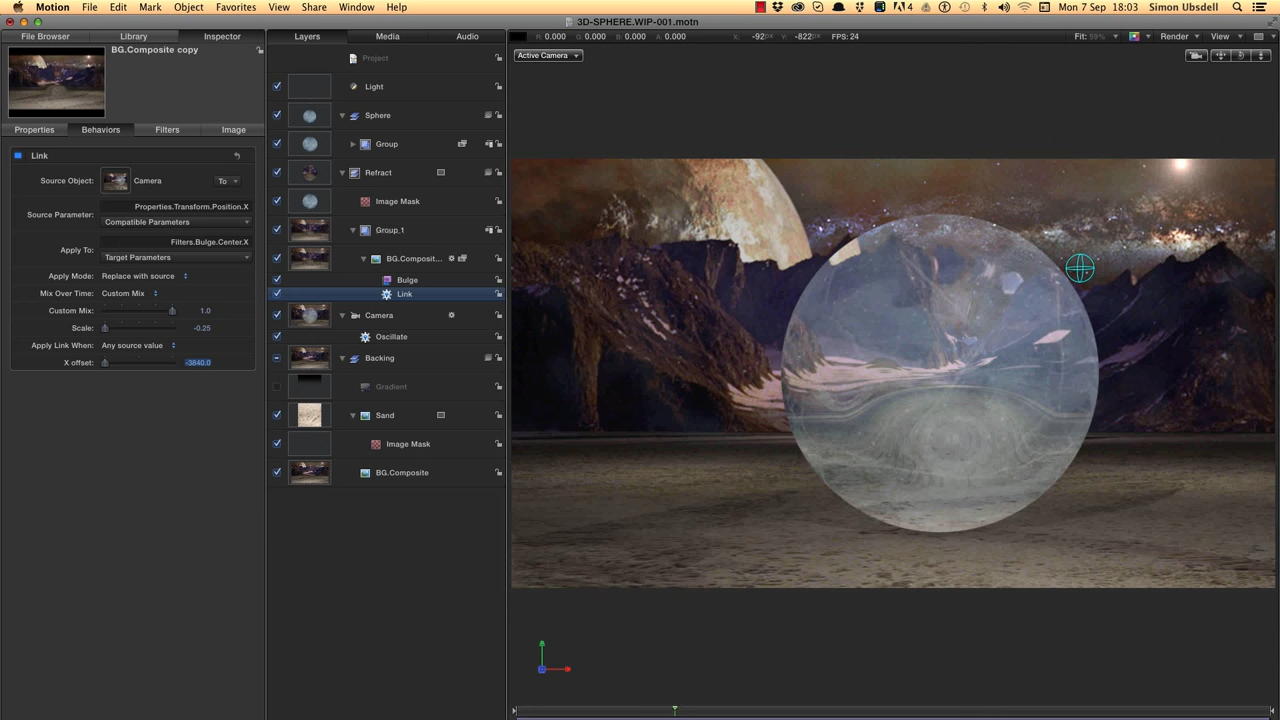 Motion File Edit Mark Object Favorites View Share Window Help 4 Mon 7 Sep 18:03 Simon Ubsdell
3D-SPHERE.WIP-001.motn
File Browser Library Inspector Layers Media Audio R: 0.000 G: 0.000 B: 0.000 A: 0.000 X: -92px Y: -822px FPS: 24 Fit: 59% Render View
BG.Composite copy
Active Camera
Project
Light
Sphere
Group
Refract
Image Mask
Group_1
BG.Composit...
Bulge
Link
Camera
Oscillate
Backing
Gradient
Sand
Image Mask
BG.Composite
Properties Behaviors Filters Image
Link
Source Object: Camera To
Properties.Transform.Position.X
Source Parameter: Compatible Parameters
Filters.Bulge.Center.X
Apply To: Target Parameters
Apply Mode: Replace with source
Mix Over Time: Custom Mix
Custom Mix: 1.0
Scale: -0.25
Apply Link When: Any source value
X offset: -3840.0